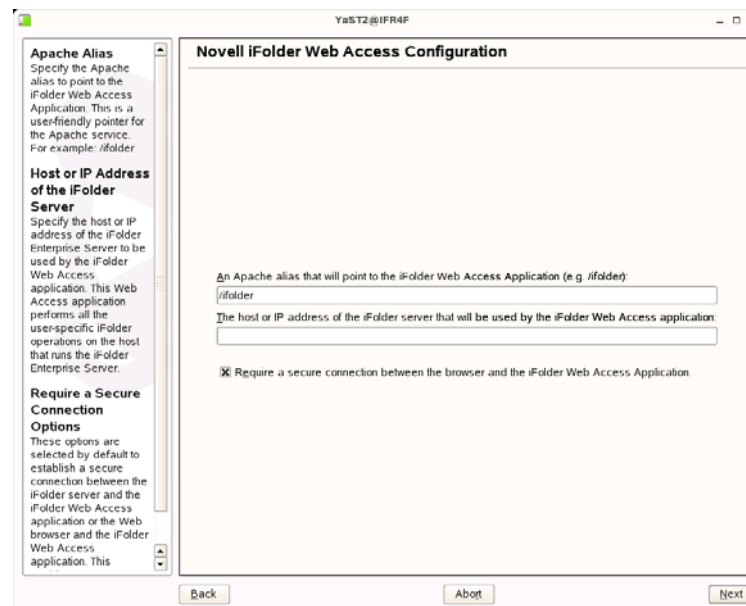 YaST2@IFR4F
Apache Alias
Specify the Apache
alias to point to the
iFolder Web Access
Application. This is a
user-friendly pointer for
the Apache service.
For example: /ifolder
Host or IP Address
of the iFolder
Server
Specify the host or IP
address of the iFolder
Enterprise Server to be
used by the iFolder
Web Access
application. This Web
Access application
performs all the
user-specific iFolder
operations on the host
that runs the iFolder
Enterprise Server.
Require a Secure
Connection
Options
These options are
selected by default to
establish a secure
connection between the
iFolder server and the
iFolder Web Access
application or the Web
browser and the iFolder
Web Access
application. This
Novell iFolder Web Access Configuration
An Apache alias that will point to the iFolder Web Access Application (e.g. /ifolder):
/ifolder
The host or IP address of the iFolder server that will be used by the iFolder Web Access application:
Require a secure connection between the browser and the iFolder Web Access Application.
Back Abort Next